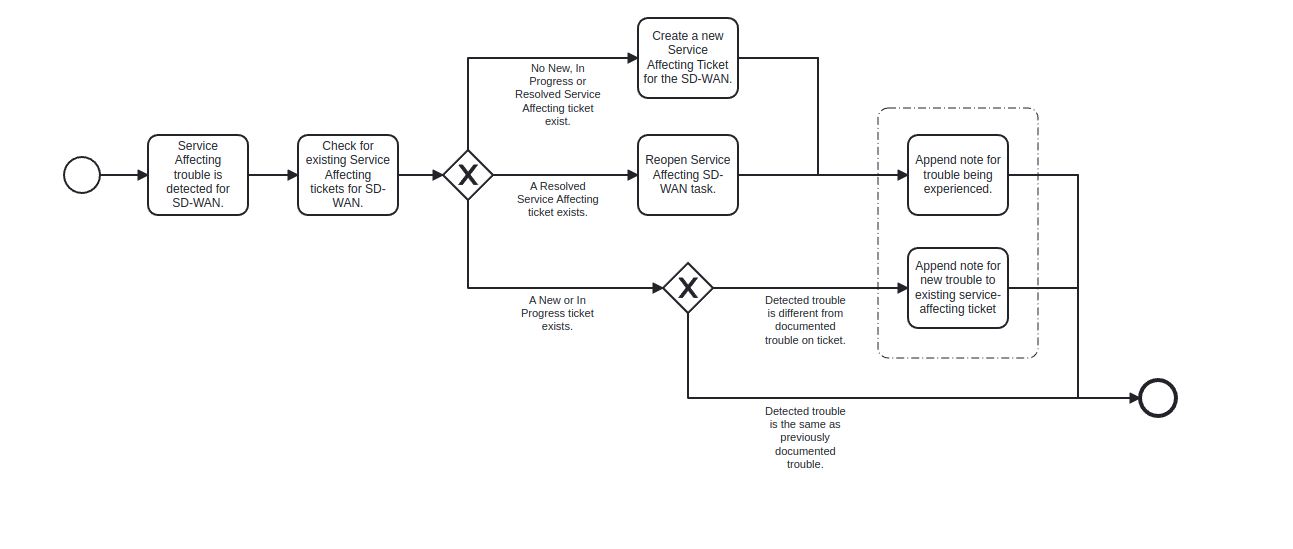 Create a new
Service
Affecting Ticket
for the SD-WAN.
No New, In
Progress or
Resolved Service
Affecting ticket
exist.
Service
Affecting
trouble is
detected for
SD-WAN.
Check for
existing Service
Affecting
tickets for SD-
WAN.
X
A Resolved
Service Affecting
ticket exists.
Reopen Service
Affecting SD-
WAN task.
Append note for
trouble being
experienced.
A New or In
Progress ticket
exists.
X
Detected trouble
is different from
documented
trouble on ticket.
Append note for
new trouble to
existing service-
affecting ticket
Detected trouble
is the same as
previously
documented
trouble.